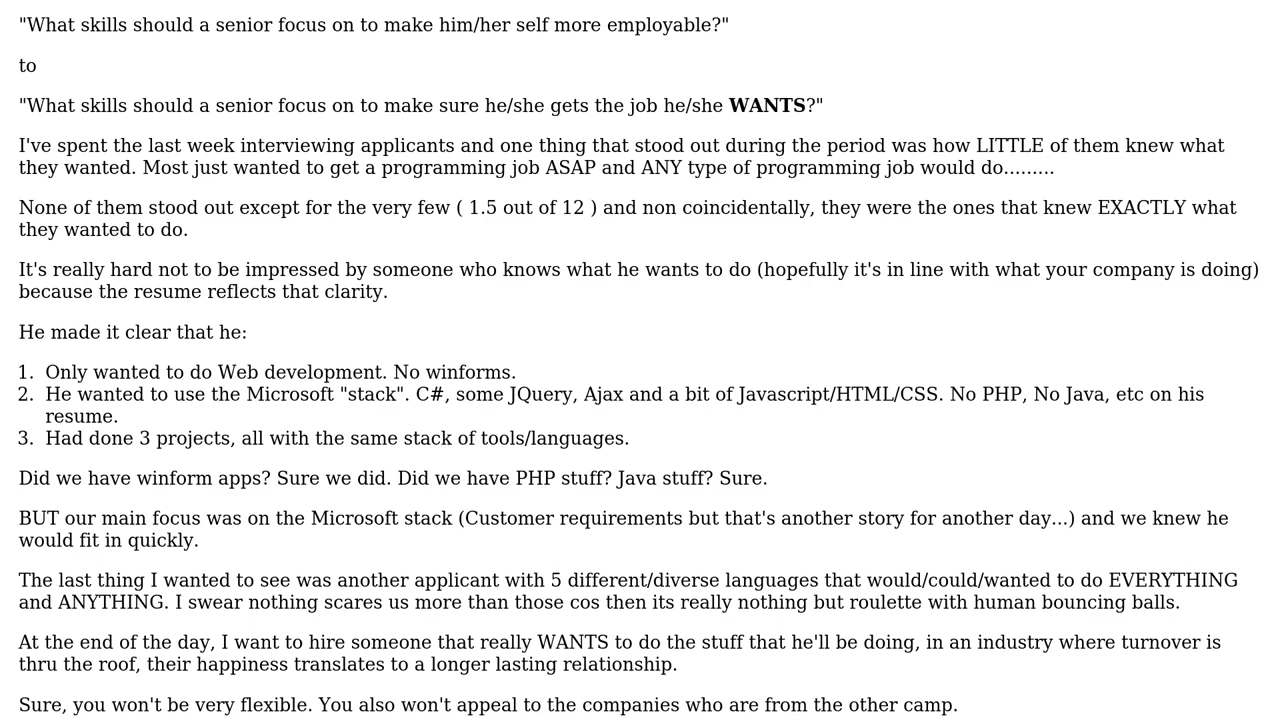 "What skills should a senior focus on to make him/her self more employable?"
to
"What skills should a senior focus on to make sure he/she gets the job he/she WANTS?"
I've spent the last week interviewing applicants and one thing that stood out during the period was how LITTLE of them knew what
they wanted. Most just wanted to get a programming job ASAP and ANY type of programming job would do.........
None of them stood out except for the very few ( 1.5 out of 12 ) and non coincidentally, they were the ones that knew EXACTLY what
they wanted to do.
It's really hard not to be impressed by someone who knows what he wants to do (hopefully it's in line with what your company is doing)
because the resume reflects that clarity.
He made it clear that he:
1. Only wanted to do Web development. No winforms.
2. He wanted to use the Microsoft "stack". C#, some JQuery, Ajax and a bit of Javascript/HTML/CSS. No PHP, No Java, etc on his
resume.
3. Had done 3 projects, all with the same stack of tools/languages.
Did we have winform apps? Sure we did. Did we have PHP stuff? Java stuff? Sure.
BUT our main focus was on the Microsoft stack (Customer requirements but that's another story for another day...) and we knew he
would fit in quickly.
The last thing I wanted to see was another applicant with 5 different/diverse languages that would/could/wanted to do EVERYTHING
and ANYTHING. I swear nothing scares us more than those cos then its really nothing but roulette with human bouncing balls.
At the end of the day, I want to hire someone that really WANTS to do the stuff that he'll be doing, in an industry where turnover is
thru the roof, their happiness translates to a longer lasting relationship.
Sure, you won't be very flexible. You also won't appeal to the companies who are from the other camp.